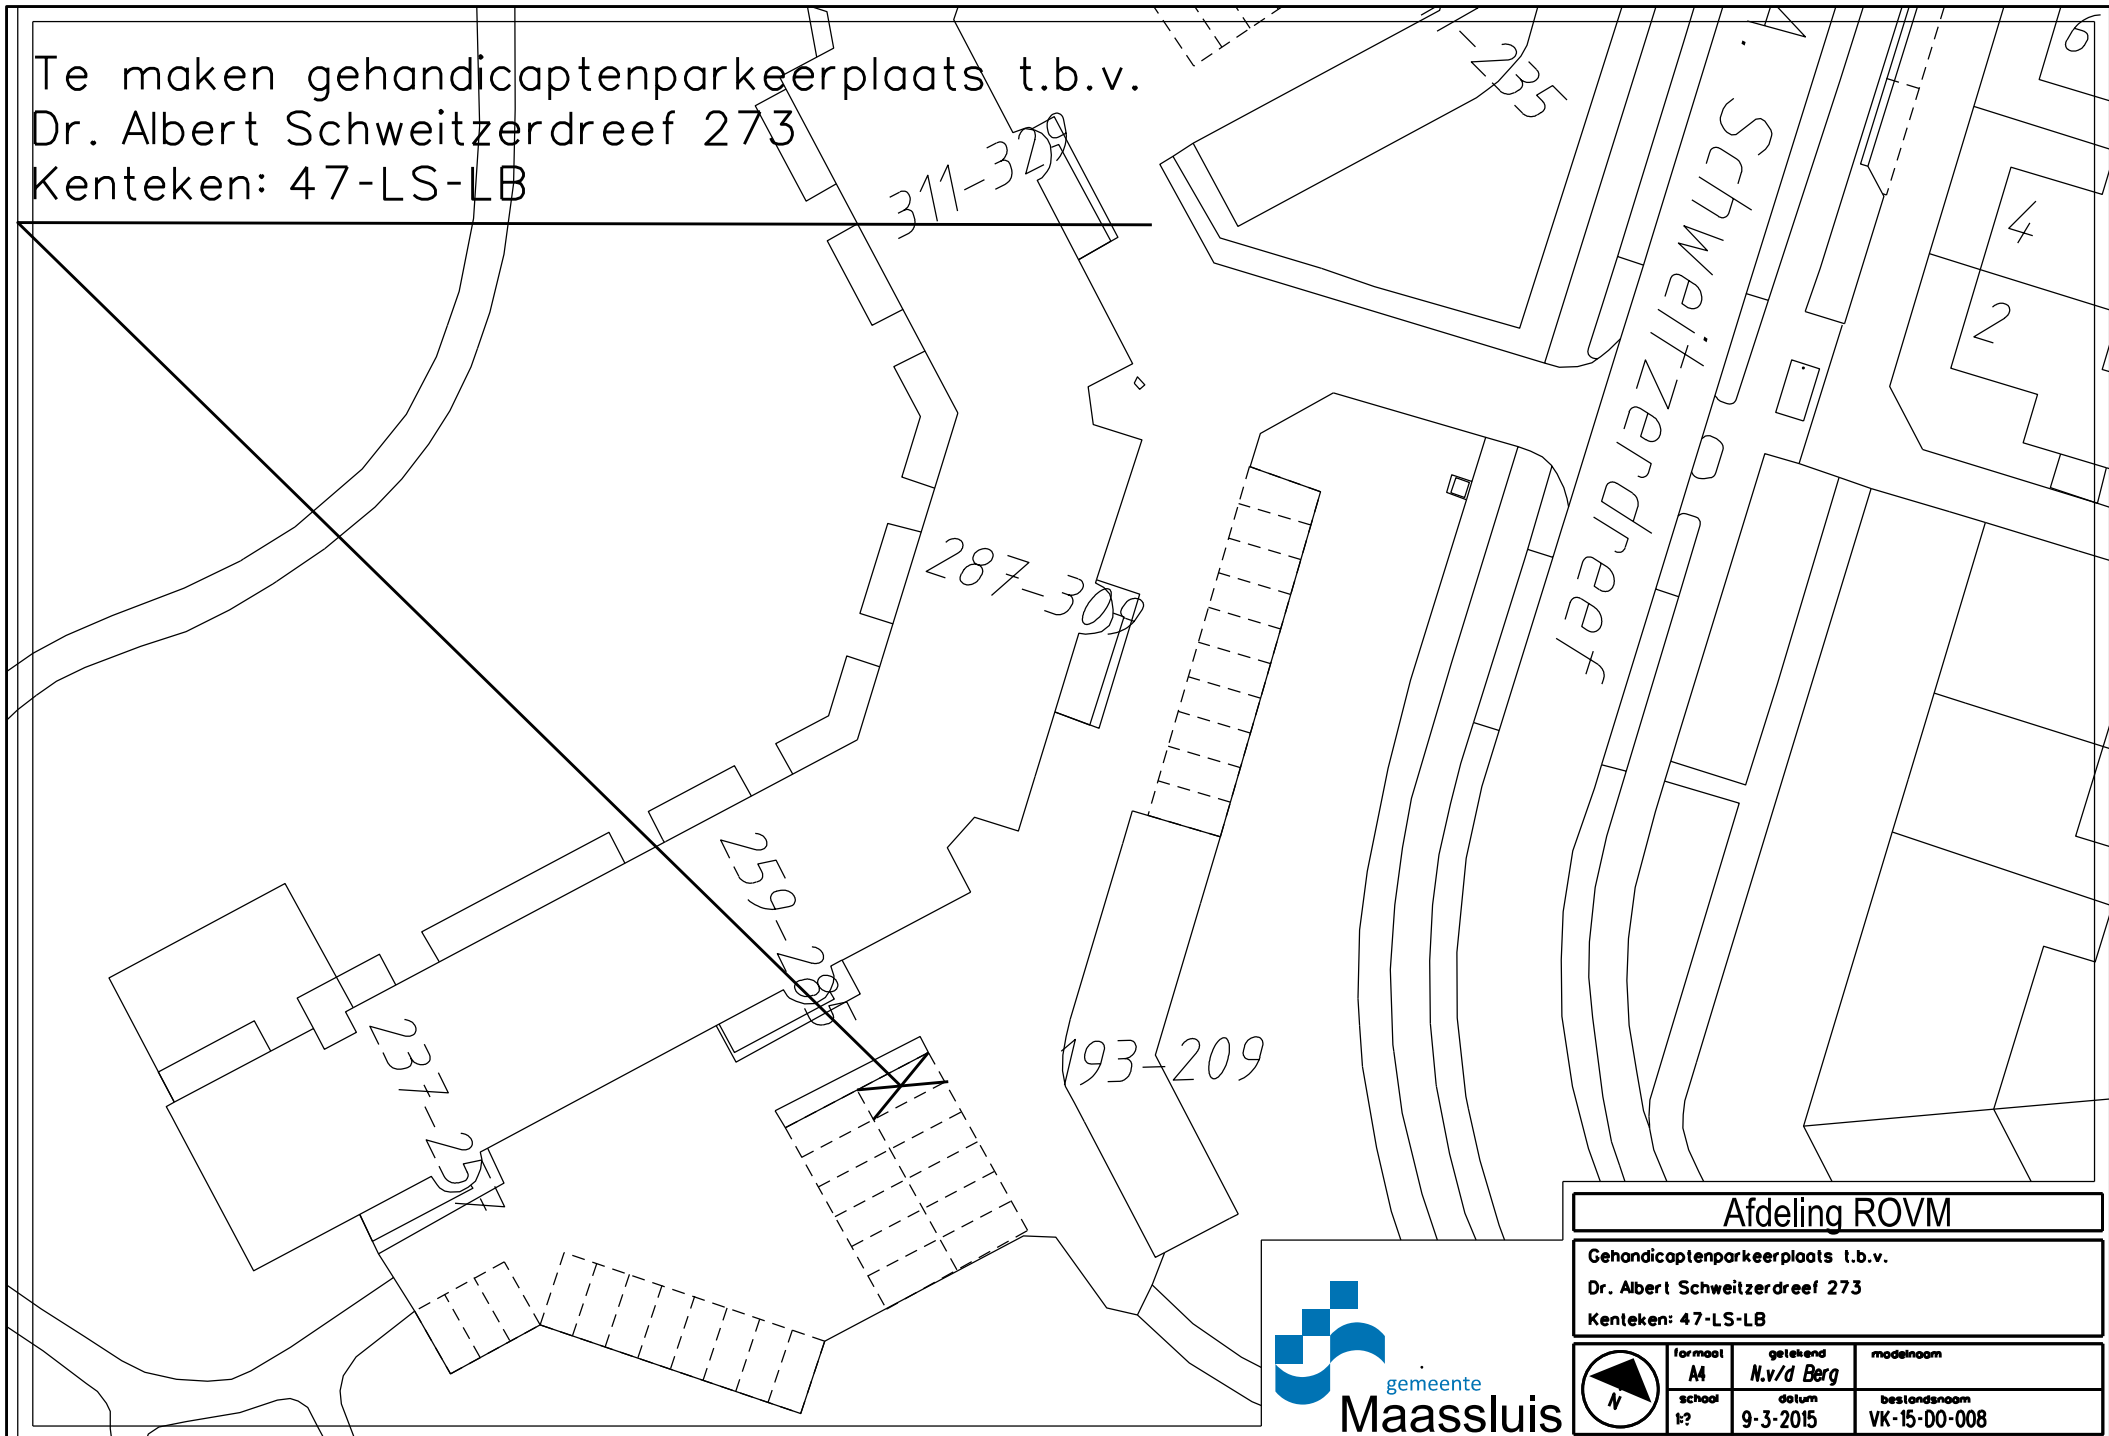 Te maken gehandicaptenparkeerplaats t.b.v.
Dr. Albert Schweitzerdreef 273
Kenteken: 47-LS-LB
311-329
-235
Schweitzerdreef
6
4
2
287-309
259-285
237-257
193-209
gemeente
Maassluis
Afdeling ROVM
Gehandicaptenparkeerplaats t.b.v.
Dr. Albert Schweitzerdreef 273
Kenteken: 47-LS-LB
N
formaat
A4
getekend
N.v/d Berg
modelnaam
schaal
1:?
datum
9-3-2015
bestandsnaam
VK-15-DO-008